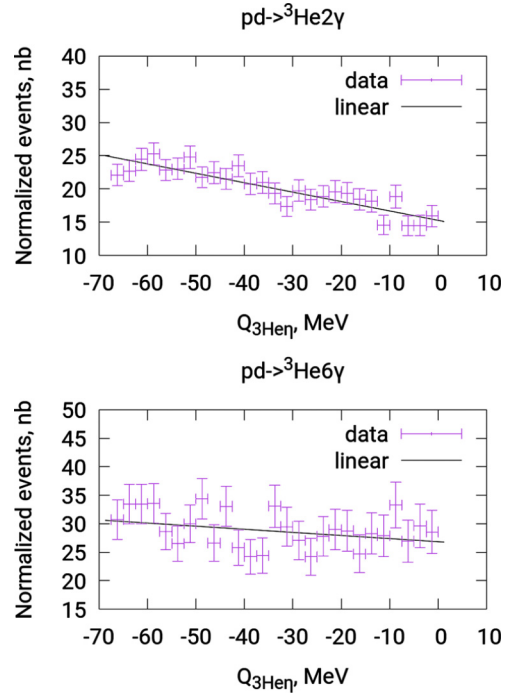 pd->³He2γ
Normalized events, nb
40
35
30
25
20
15
10
data
linear
-70 -60 -50 -40 -30 -20 -10 0 10
Q₃Heη, MeV
pd->³He6γ
Normalized events, nb
50
45
40
35
30
25
20
15
data
linear
-70 -60 -50 -40 -30 -20 -10 0 10
Q₃Heη, MeV